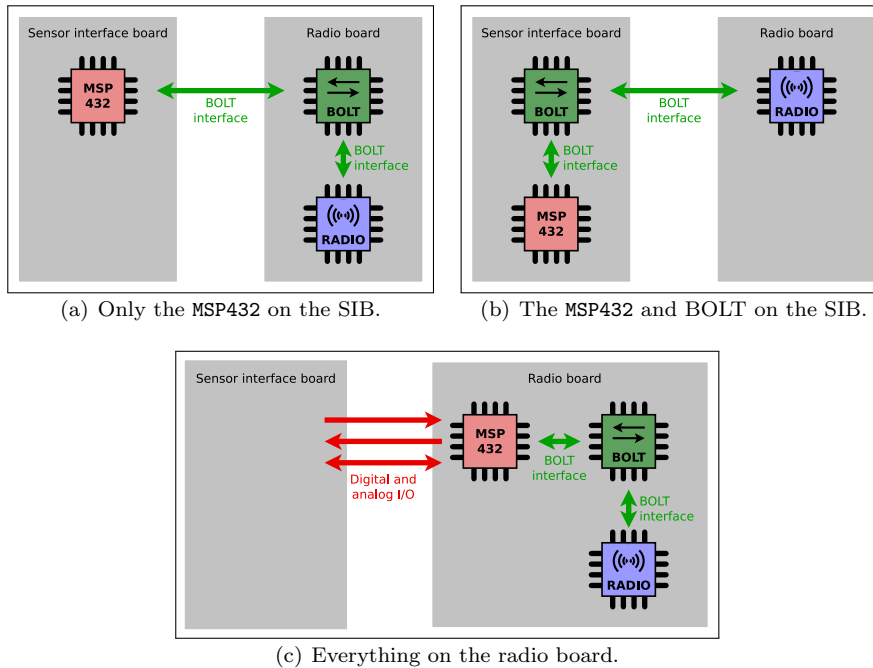 Sensor interface board
Radio board
MSP
432
BOLT
interface
BOLT
BOLT
interface
RADIO
(a) Only the MSP432 on the SIB.
Sensor interface board
Radio board
BOLT
BOLT
interface
RADIO
BOLT
interface
MSP
432
(b) The MSP432 and BOLT on the SIB.
Sensor interface board
Radio board
MSP
432
BOLT
interface
BOLT
Digital and
analog I/O
BOLT
interface
RADIO
(c) Everything on the radio board.